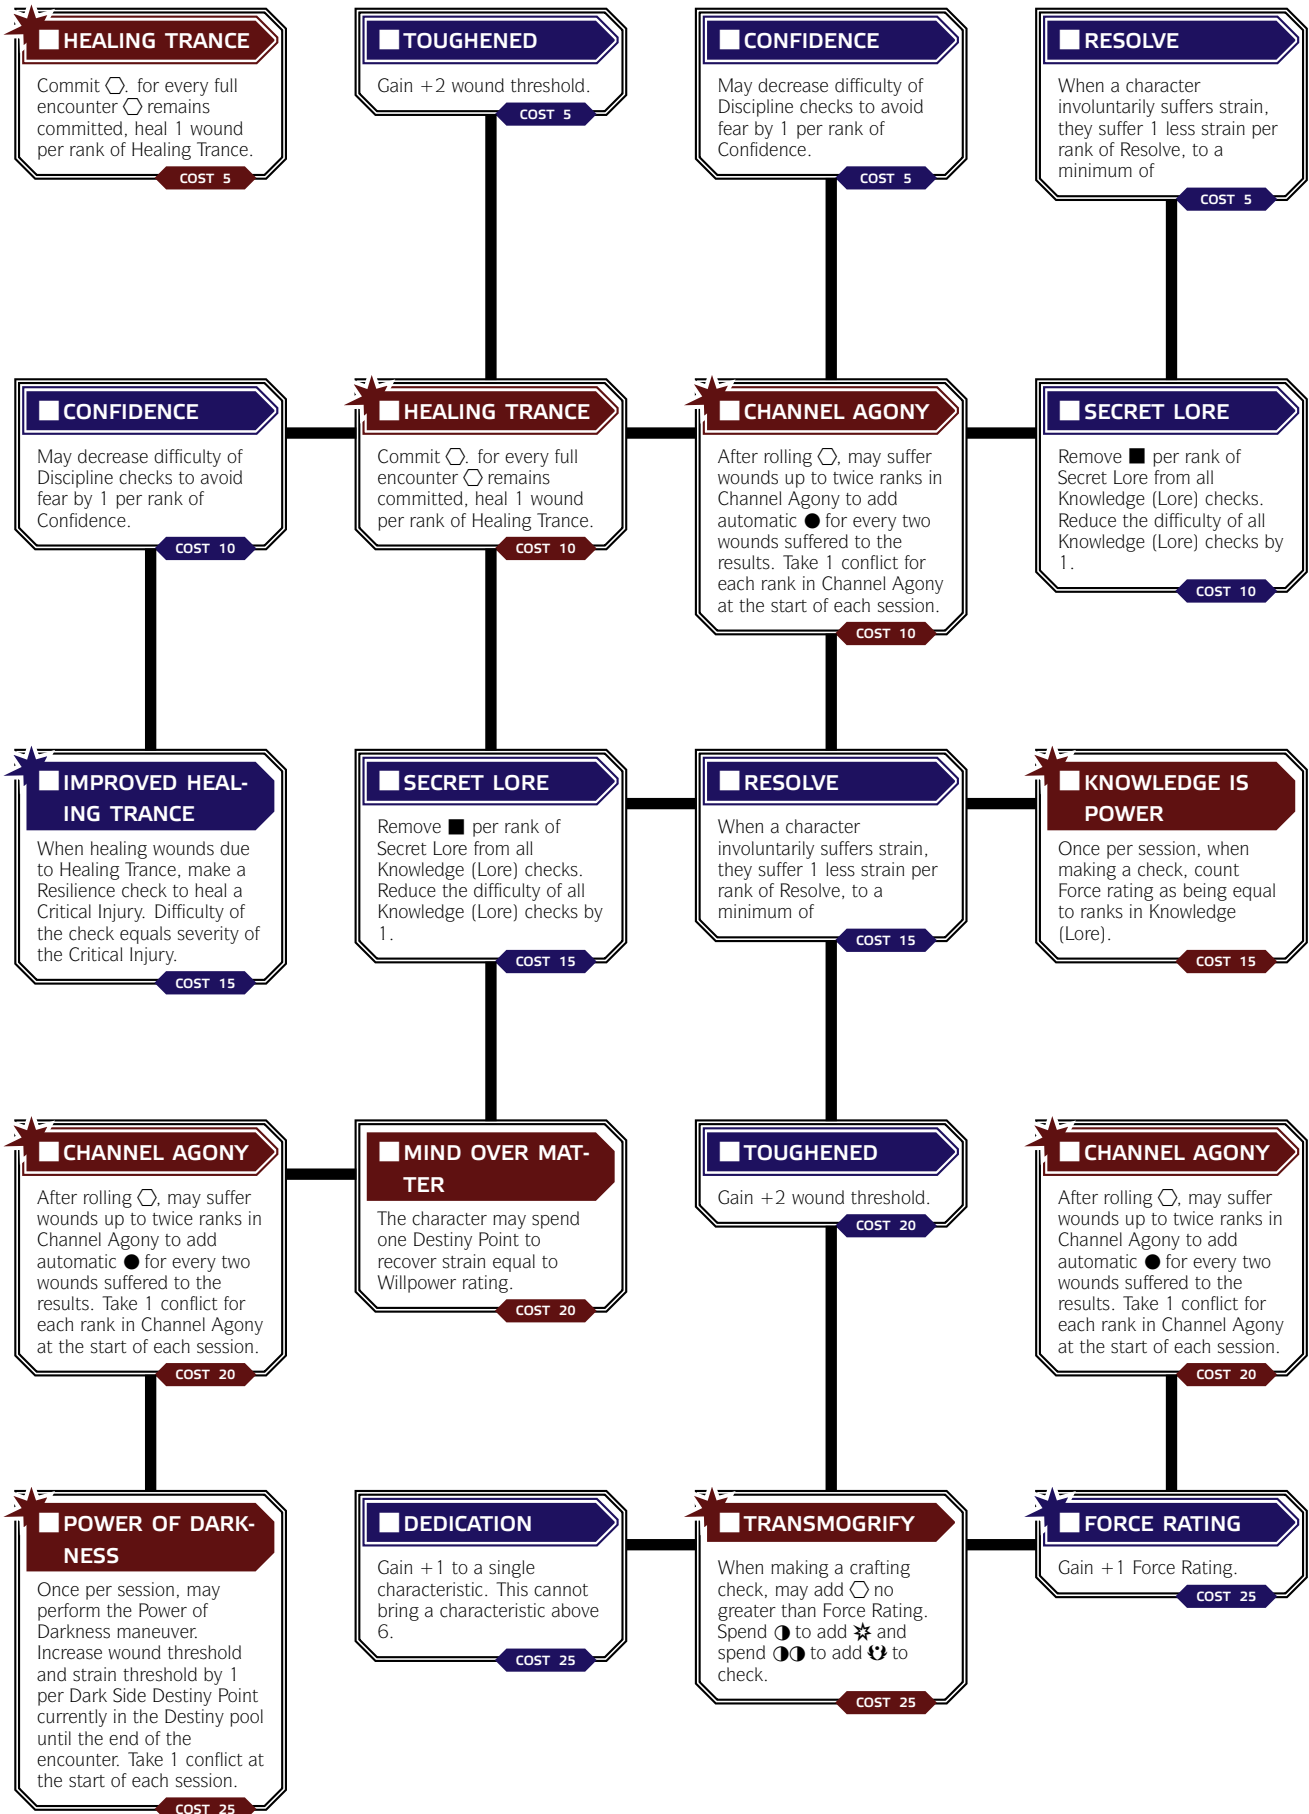 HEALING TRANCE
Commit ⬡. for every full
encounter ⬡ remains
committed, heal 1 wound
per rank of Healing Trance.
COST 5
TOUGHENED
Gain +2 wound threshold.
COST 5
CONFIDENCE
May decrease difficulty of
Discipline checks to avoid
fear by 1 per rank of
Confidence.
COST 5
RESOLVE
When a character
involuntarily suffers strain,
they suffer 1 less strain per
rank of Resolve, to a
minimum of
COST 5
CONFIDENCE
May decrease difficulty of
Discipline checks to avoid
fear by 1 per rank of
Confidence.
COST 10
HEALING TRANCE
Commit ⬡. for every full
encounter ⬡ remains
committed, heal 1 wound
per rank of Healing Trance.
COST 10
CHANNEL AGONY
After rolling ⬡, may suffer
wounds up to twice ranks in
Channel Agony to add
automatic ● for every two
wounds suffered to the
results. Take 1 conflict for
each rank in Channel Agony
at the start of each session.
COST 10
SECRET LORE
Remove ■ per rank of
Secret Lore from all
Knowledge (Lore) checks.
Reduce the difficulty of all
Knowledge (Lore) checks by
1.
COST 10
IMPROVED HEAL-
ING TRANCE
When healing wounds due
to Healing Trance, make a
Resilience check to heal a
Critical Injury. Difficulty of
the check equals severity of
the Critical Injury.
COST 15
SECRET LORE
Remove ■ per rank of
Secret Lore from all
Knowledge (Lore) checks.
Reduce the difficulty of all
Knowledge (Lore) checks by
1.
COST 15
RESOLVE
When a character
involuntarily suffers strain,
they suffer 1 less strain per
rank of Resolve, to a
minimum of
COST 15
KNOWLEDGE IS
POWER
Once per session, when
making a check, count
Force rating as being equal
to ranks in Knowledge
(Lore).
COST 15
CHANNEL AGONY
After rolling ⬡, may suffer
wounds up to twice ranks in
Channel Agony to add
automatic ● for every two
wounds suffered to the
results. Take 1 conflict for
each rank in Channel Agony
at the start of each session.
COST 20
MIND OVER MAT-
TER
The character may spend
one Destiny Point to
recover strain equal to
Willpower rating.
COST 20
TOUGHENED
Gain +2 wound threshold.
COST 20
CHANNEL AGONY
After rolling ⬡, may suffer
wounds up to twice ranks in
Channel Agony to add
automatic ● for every two
wounds suffered to the
results. Take 1 conflict for
each rank in Channel Agony
at the start of each session.
COST 20
POWER OF DARK-
NESS
Once per session, may
perform the Power of
Darkness maneuver.
Increase wound threshold
and strain threshold by 1
per Dark Side Destiny Point
currently in the Destiny pool
until the end of the
encounter. Take 1 conflict at
the start of each session.
COST 25
DEDICATION
Gain +1 to a single
characteristic. This cannot
bring a characteristic above
6.
COST 25
TRANSMOGRIFY
When making a crafting
check, may add ⬡ no
greater than Force Rating.
Spend ◑ to add and
spend ◑◑ to add to
check.
COST 25
FORCE RATING
Gain +1 Force Rating.
COST 25